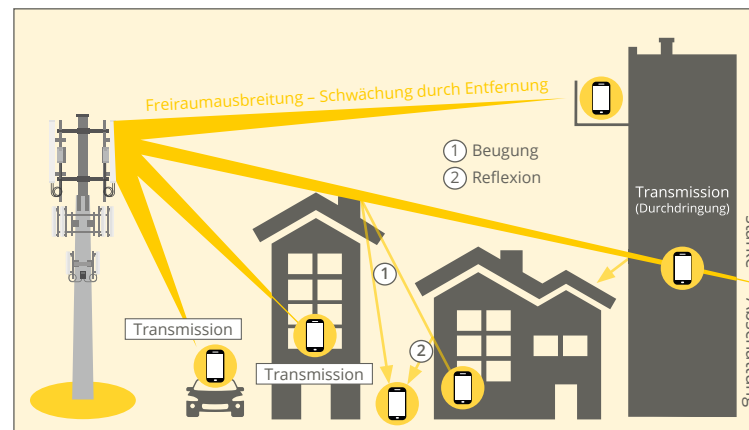 Freiraumausbreitung – Schwächung durch Entfernung
1 Beugung
2 Reflexion
Transmission
(Durchdringung)
1
Transmission
2
Transmission